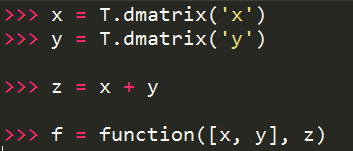 >>> x = T.dmatrix('x')
>>> y = T.dmatrix('y')
>>> z = x + y
>>> f = function([x, y], z)